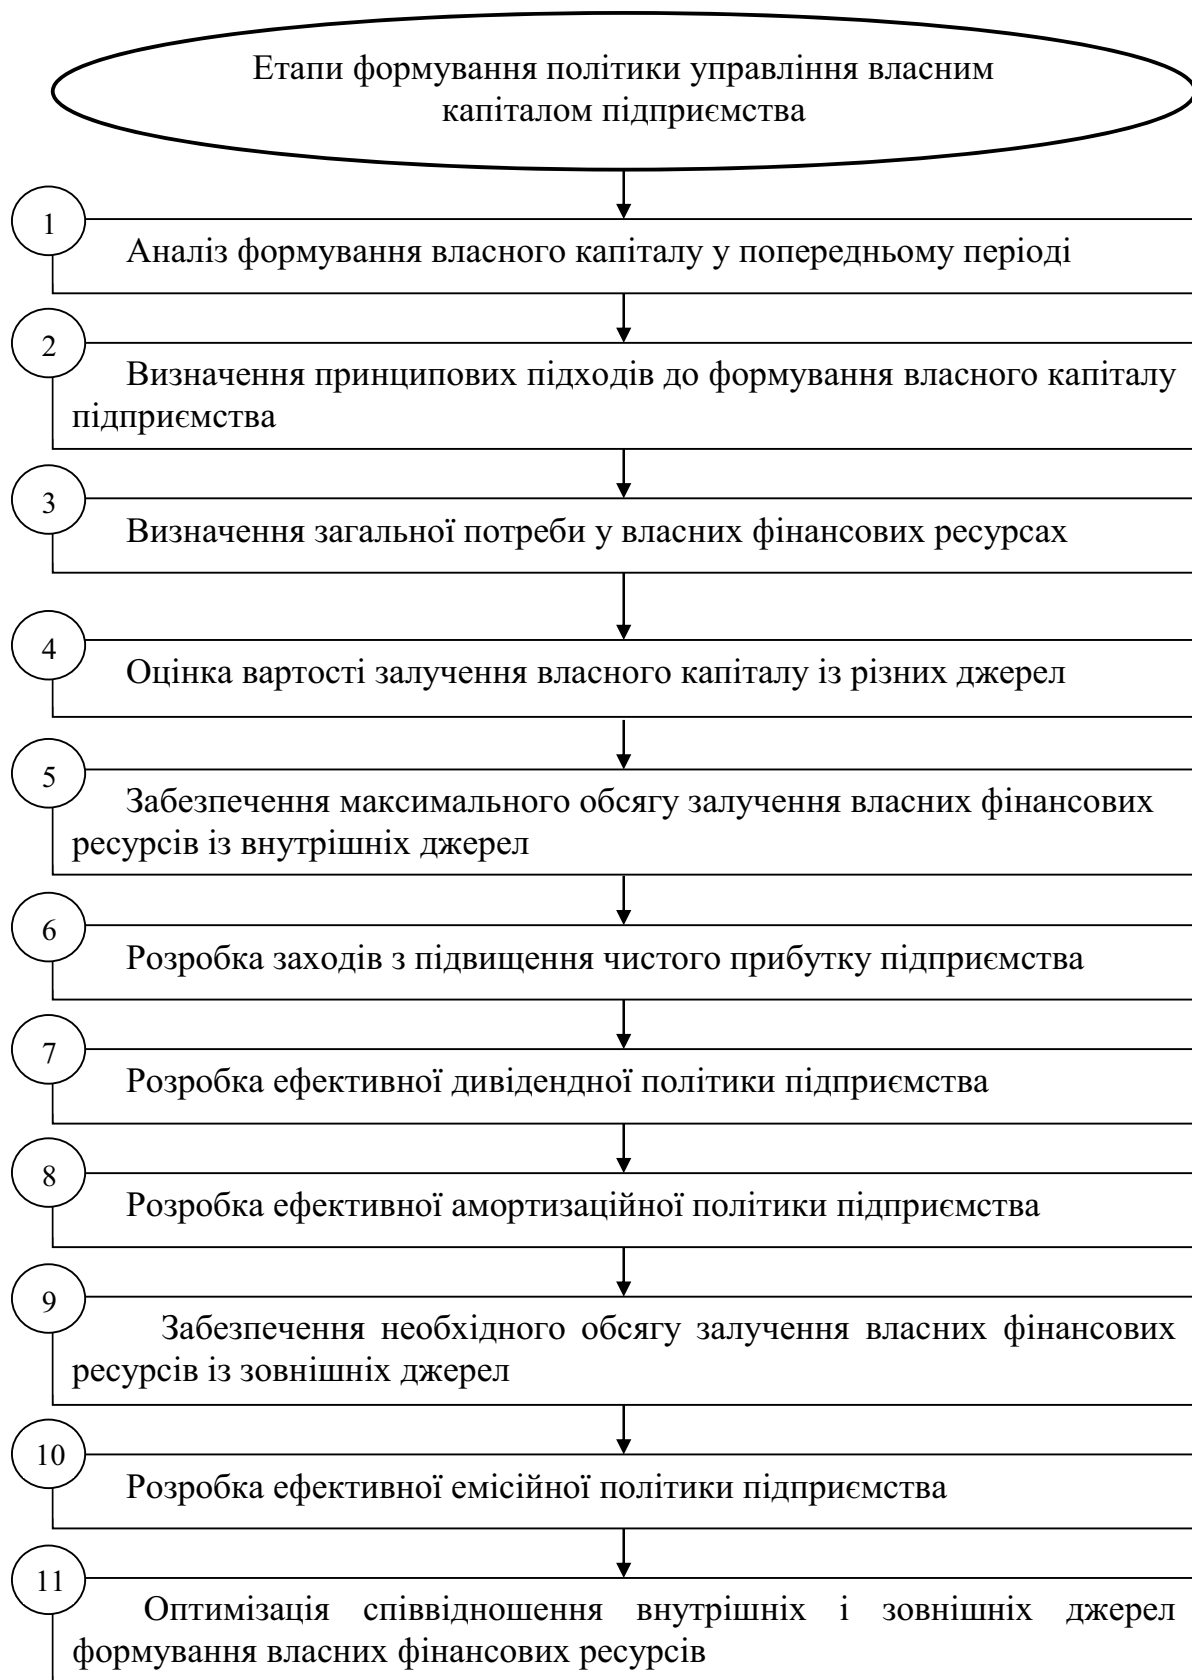 Етапи формування політики управління власним
капіталом підприємства
1
Аналіз формування власного капіталу у попередньому періоді
2
Визначення принципових підходів до формування власного капіталу
підприємства
3
Визначення загальної потреби у власних фінансових ресурсах
4
Оцінка вартості залучення власного капіталу із різних джерел
5
Забезпечення максимального обсягу залучення власних фінансових
ресурсів із внутрішніх джерел
6
Розробка заходів з підвищення чистого прибутку підприємства
7
Розробка ефективної дивідендної політики підприємства
8
Розробка ефективної амортизаційної політики підприємства
9
Забезпечення необхідного обсягу залучення власних фінансових
ресурсів із зовнішніх джерел
10
Розробка ефективної емісійної політики підприємства
11
Оптимізація співвідношення внутрішніх і зовнішніх джерел
формування власних фінансових ресурсів